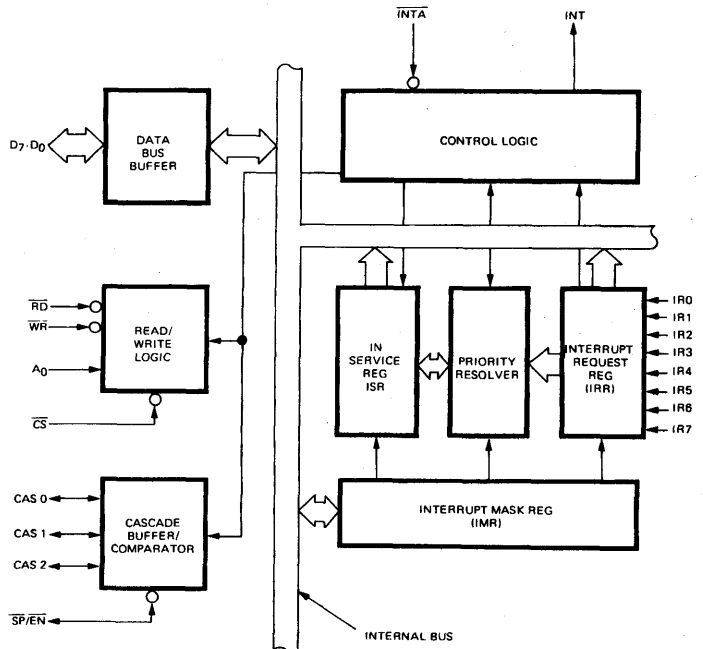 INTA INT
DATA
BUS
BUFFER
D7-D0
CONTROL LOGIC
RD
WR
A0
CS
READ/
WRITE
LOGIC
IN
SERVICE
REG
ISR
PRIORITY
RESOLVER
INTERRUPT
REQUEST
REG
(IRR)
IR0
IR1
IR2
IR3
IR4
IR5
IR6
IR7
CAS 0
CAS 1
CAS 2
CASCADE
BUFFER/
COMPARATOR
SP/EN
INTERRUPT MASK REG
(IMR)
INTERNAL BUS